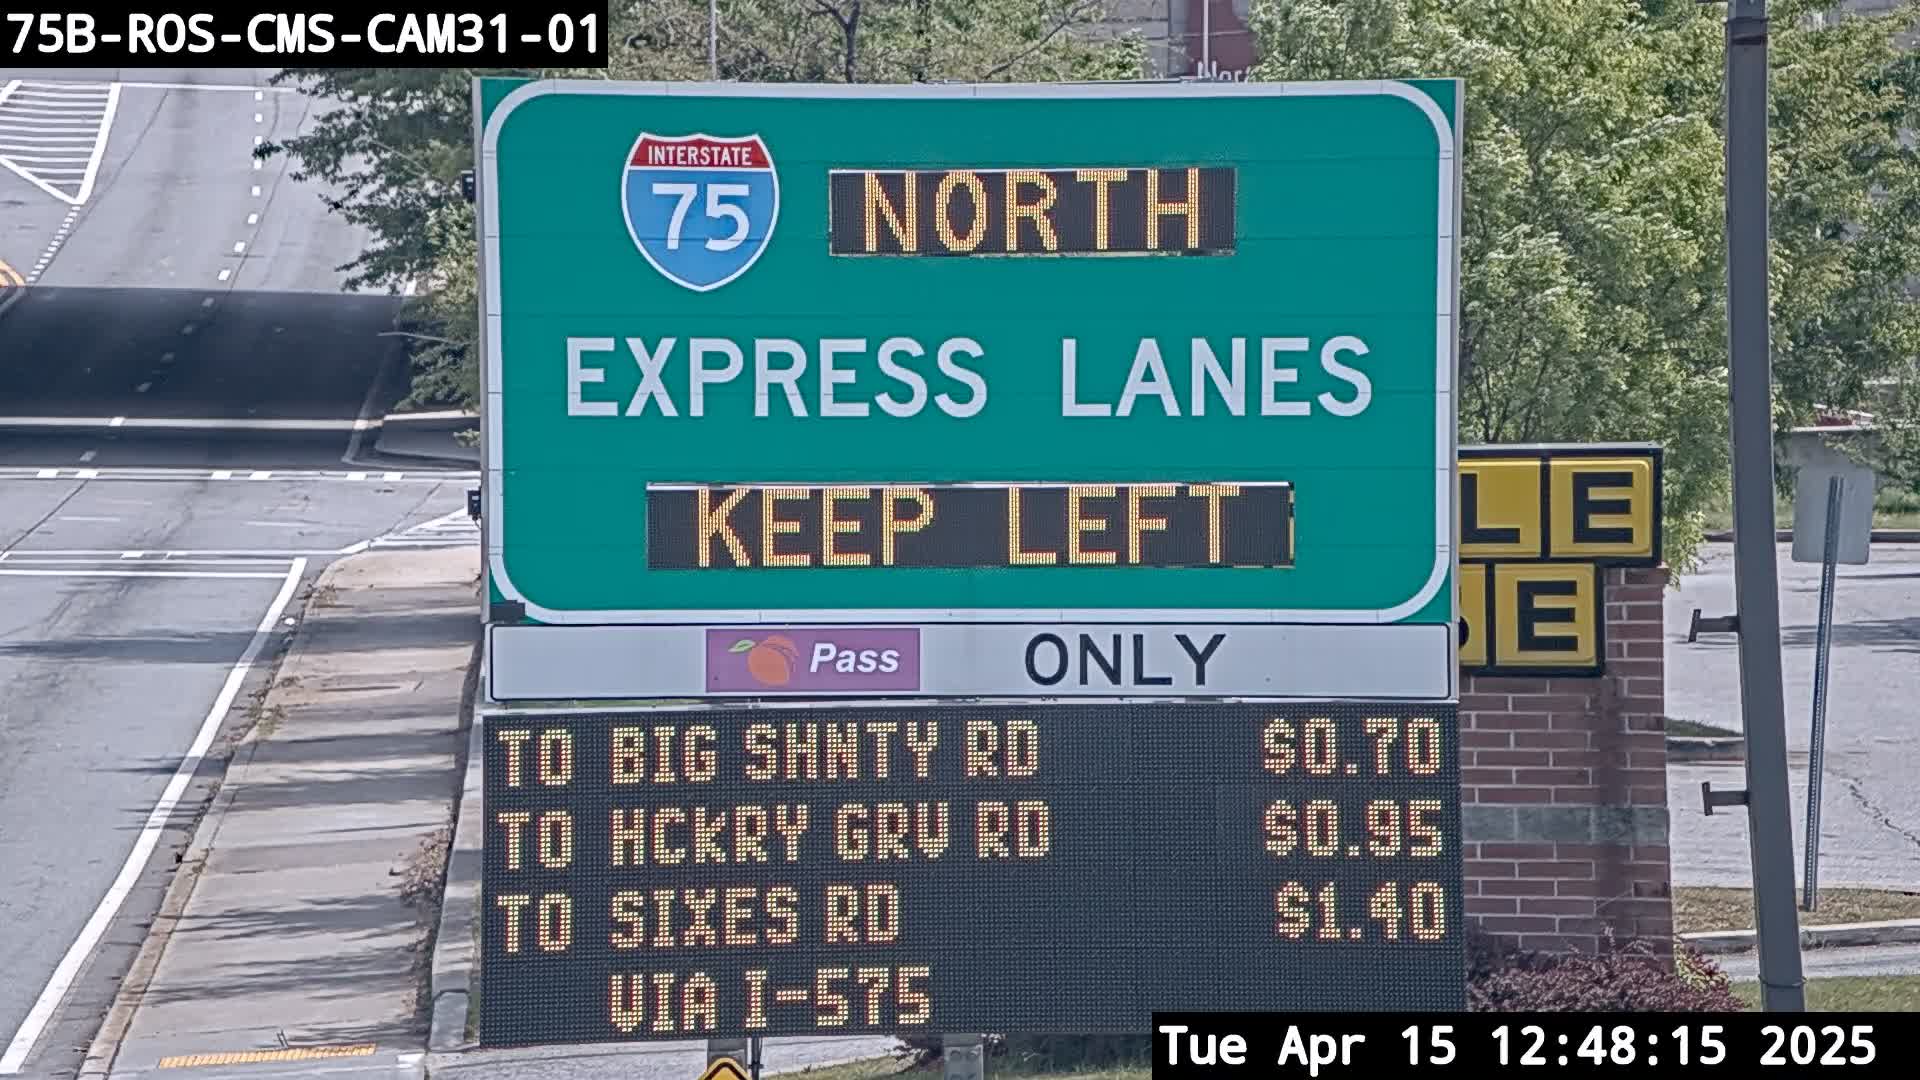 75B-ROS-CMS-CAM31-01
INTERSTATE
75
NORTH
EXPRESS LANES
KEEP LEFT
Pass ONLY
TO BIG SHNTY RD $0.70
TO HCKRY GRV RD $0.95
TO SIXES RD $1.40
VIA I-575
LE
E
Tue Apr 15 12:48:15 2025